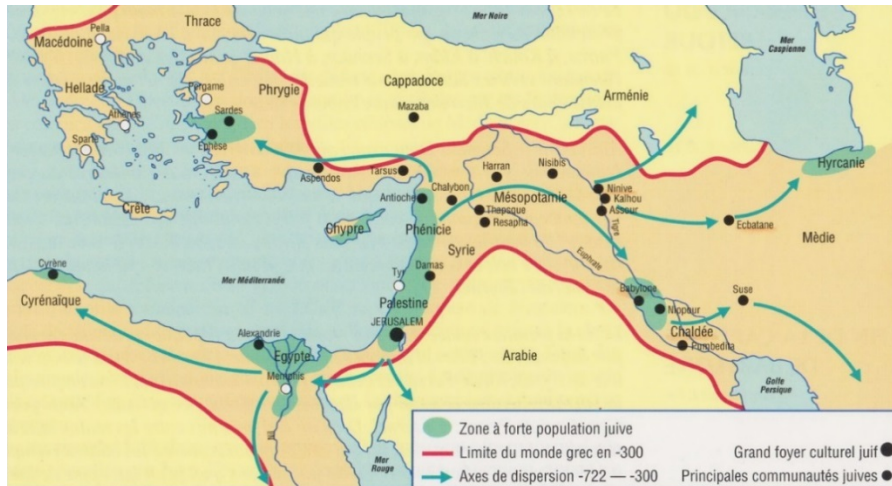 Thrace
Mer Noire
Pella
Macédoine
Mer
Caspienne
Cappadoce
Arménie
Hellade
Pergame
Phrygie
Mazaba
Sardes
Athènes
Sparte
Ephèse
Hyrcanie
Aspendos
Tarsus
Harran
Nisibis
Ninive
Kalhou
Assour
Antioche
Chalybon
Mésopotamie
Crète
Thepsque
Resapha
Ecbatane
Mèdie
Chypre
Phénicie
Syrie
Tigre
Euphrate
Cyrène
Mer Méditerranée
Tyr
Damas
Cyrénaïque
Babylone
Nippour
Suse
Palestine
Chaldée
Alexandrie
JERUSALEM
Pumbedita
Egypte
Arabie
Memphis
Golfe
Persique
Nil
Mer
Rouge
Zone à forte population juive
Limite du monde grec en -300
Grand foyer culturel juif
Axes de dispersion -722 — -300
Principales communautés juives